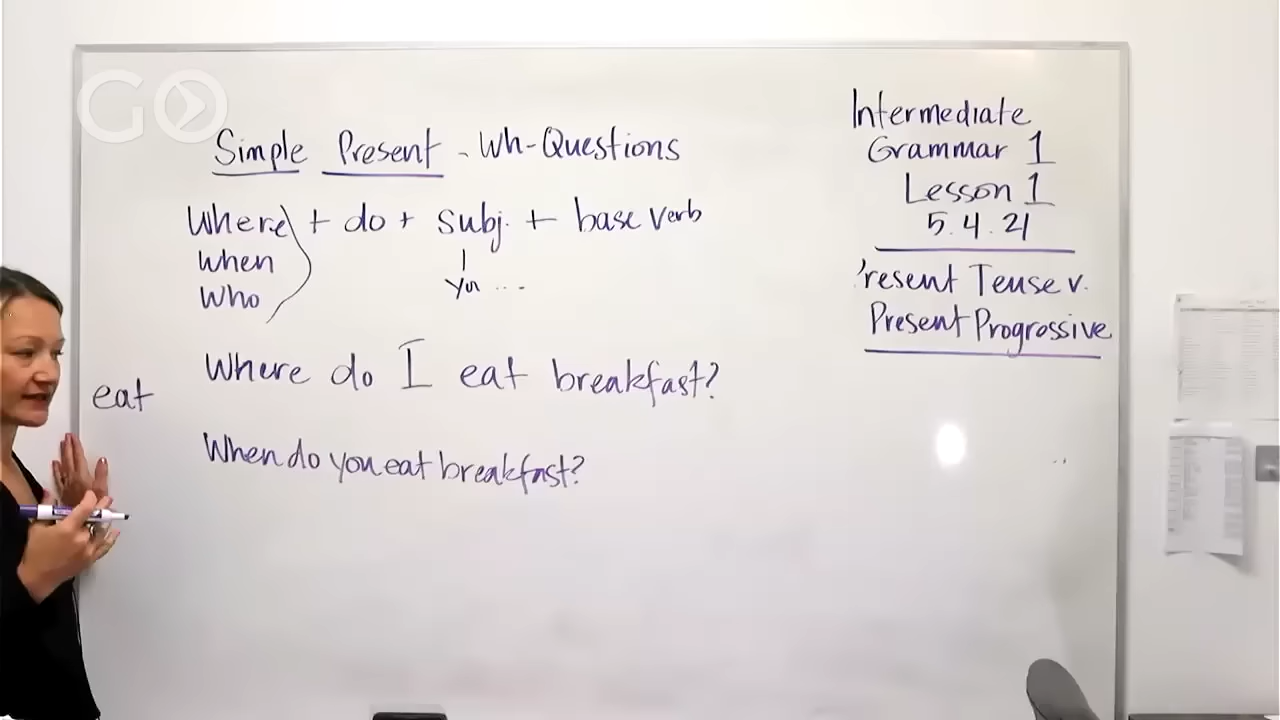 GO
Simple Present - Wh-Questions
Where + do + subj. + base verb
When
Who
You ...
Where do I eat breakfast?
eat
When do you eat breakfast?
Intermediate
Grammar 1
Lesson 1
5.4.21
'resent Tense v.
Present Progressive